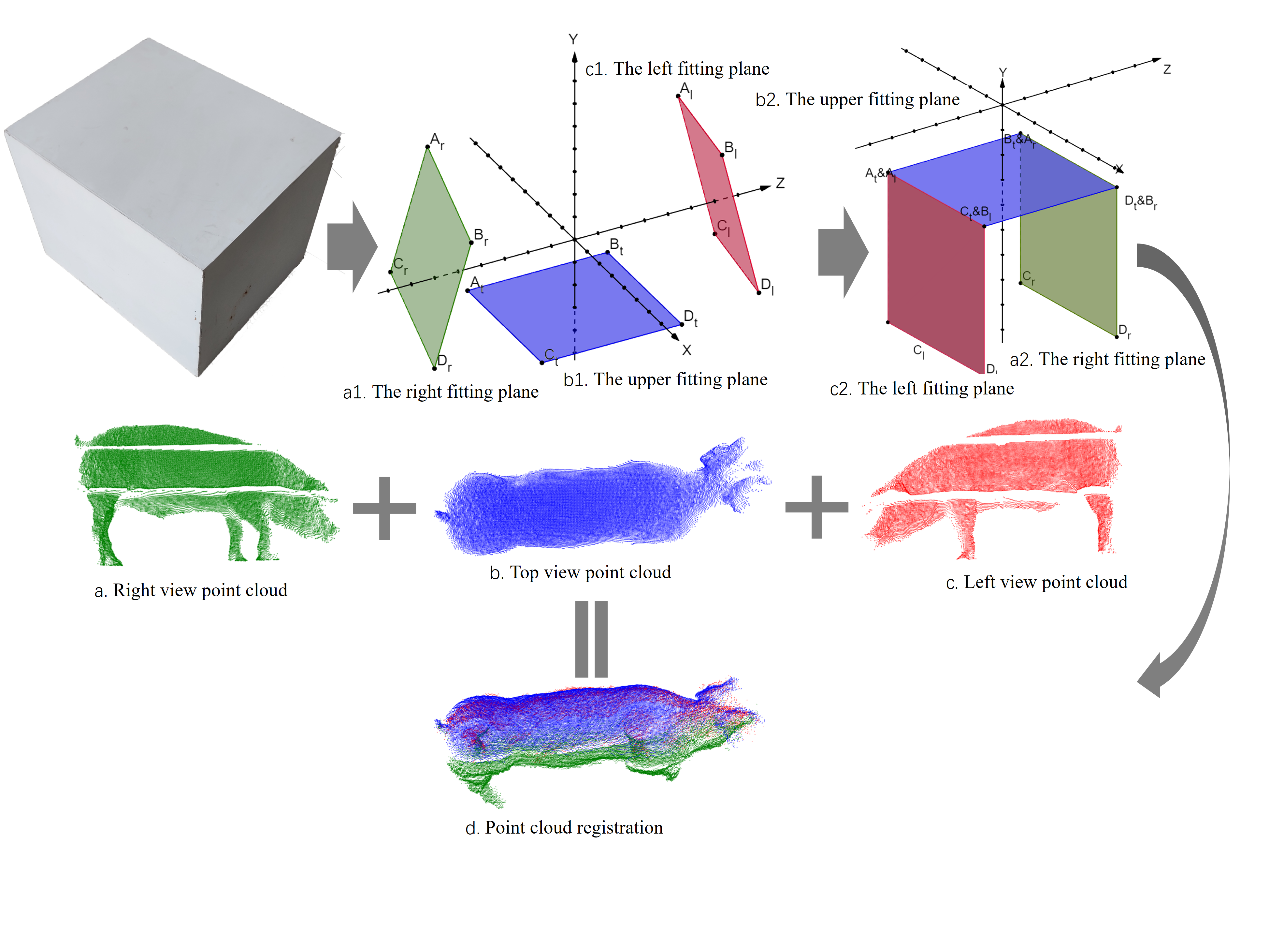 Y
c1. The left fitting plane
A_l
B_l
Z
C_l
D_l
A_r
B_r
C_r
D_r
A_t
B_t
C_t
D_t
X
a1. The right fitting plane
b1. The upper fitting plane
b2. The upper fitting plane
Y
Z
X
B_t&A_r
A_t&A_l
C_t&B_l
D_t&B_r
C_r
D_r
C_l
a2. The right fitting plane
c2. The left fitting plane
a. Right view point cloud
b. Top view point cloud
c. Left view point cloud
d. Point cloud registration